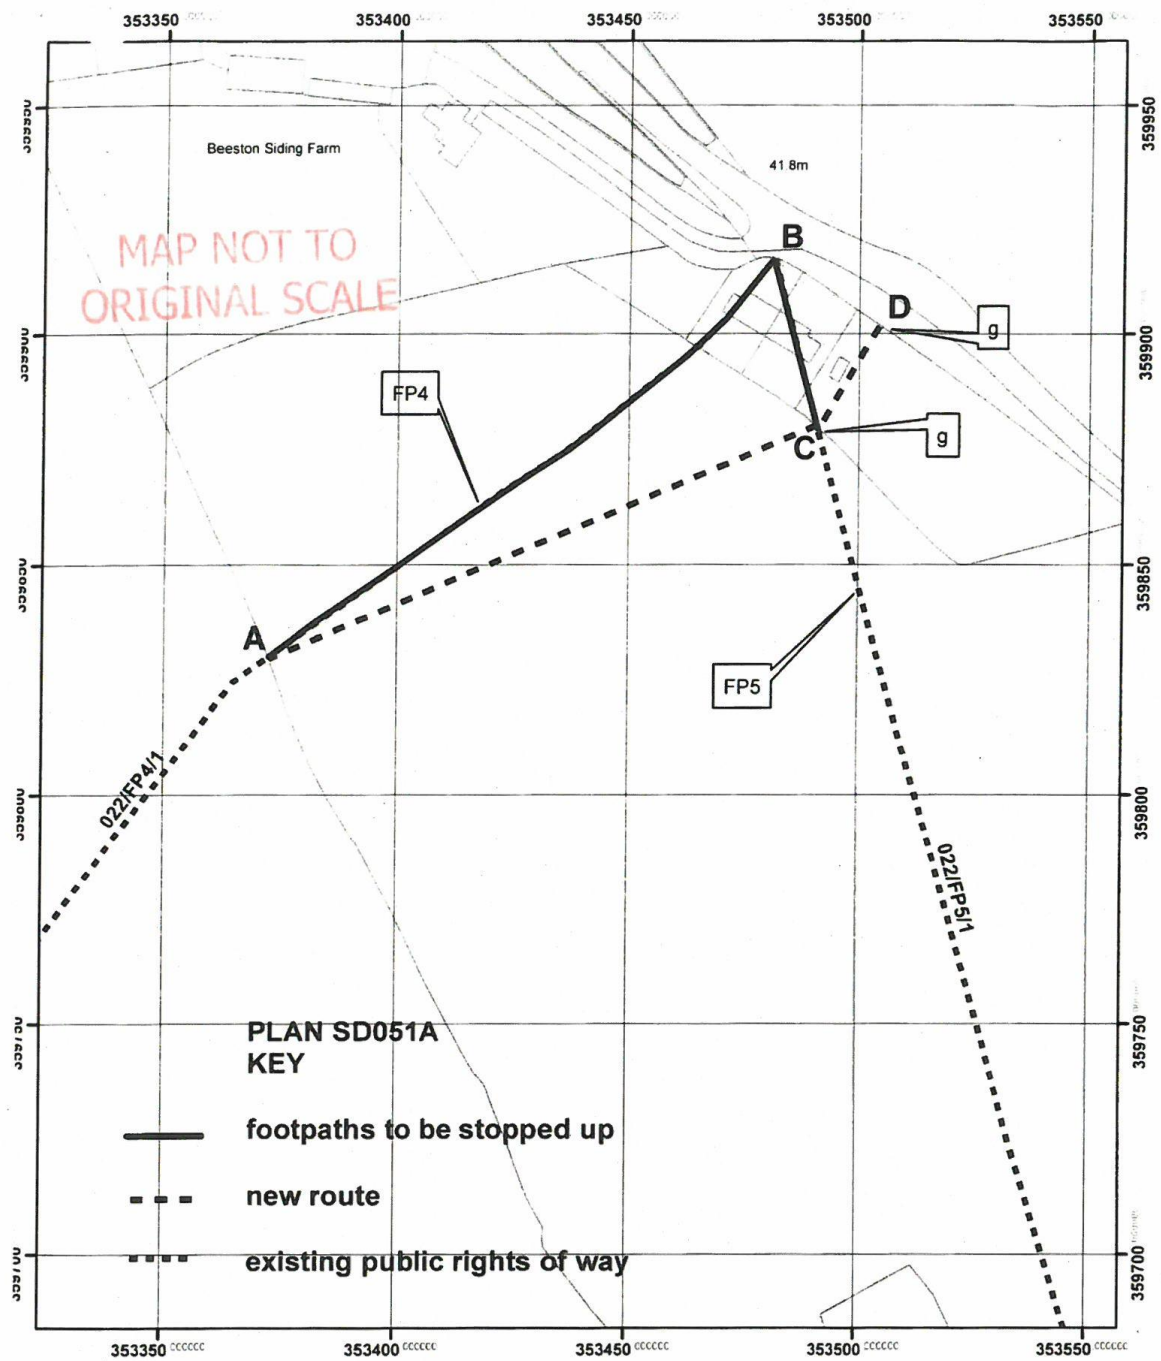 353350
353400
353450
353500
353550
359950
Beeston Siding Farm
41.8m
MAP NOT TO
ORIGINAL SCALE
B
D
g
359900
FP4
g
C
359850
A
FP5
022/FP4/1
359800
022/FP5/1
PLAN SD051A
KEY
359750
footpaths to be stopped up
new route
existing public rights of way
359700
353350
353400
353450
353500
353550